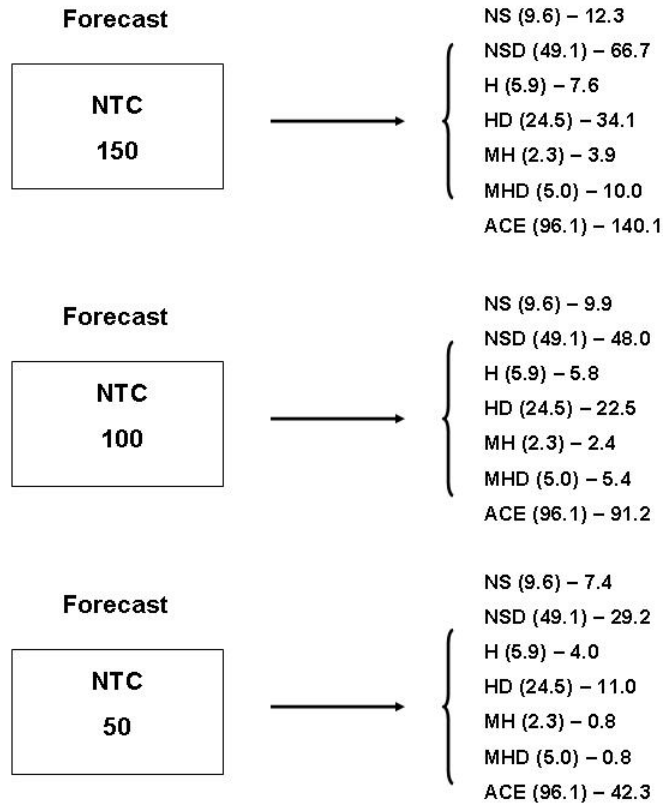 Forecast
NTC
150
NS (9.6) – 12.3
NSD (49.1) – 66.7
H (5.9) – 7.6
HD (24.5) – 34.1
MH (2.3) – 3.9
MHD (5.0) – 10.0
ACE (96.1) – 140.1
Forecast
NTC
100
NS (9.6) – 9.9
NSD (49.1) – 48.0
H (5.9) – 5.8
HD (24.5) – 22.5
MH (2.3) – 2.4
MHD (5.0) – 5.4
ACE (96.1) – 91.2
Forecast
NTC
50
NS (9.6) – 7.4
NSD (49.1) – 29.2
H (5.9) – 4.0
HD (24.5) – 11.0
MH (2.3) – 0.8
MHD (5.0) – 0.8
ACE (96.1) – 42.3